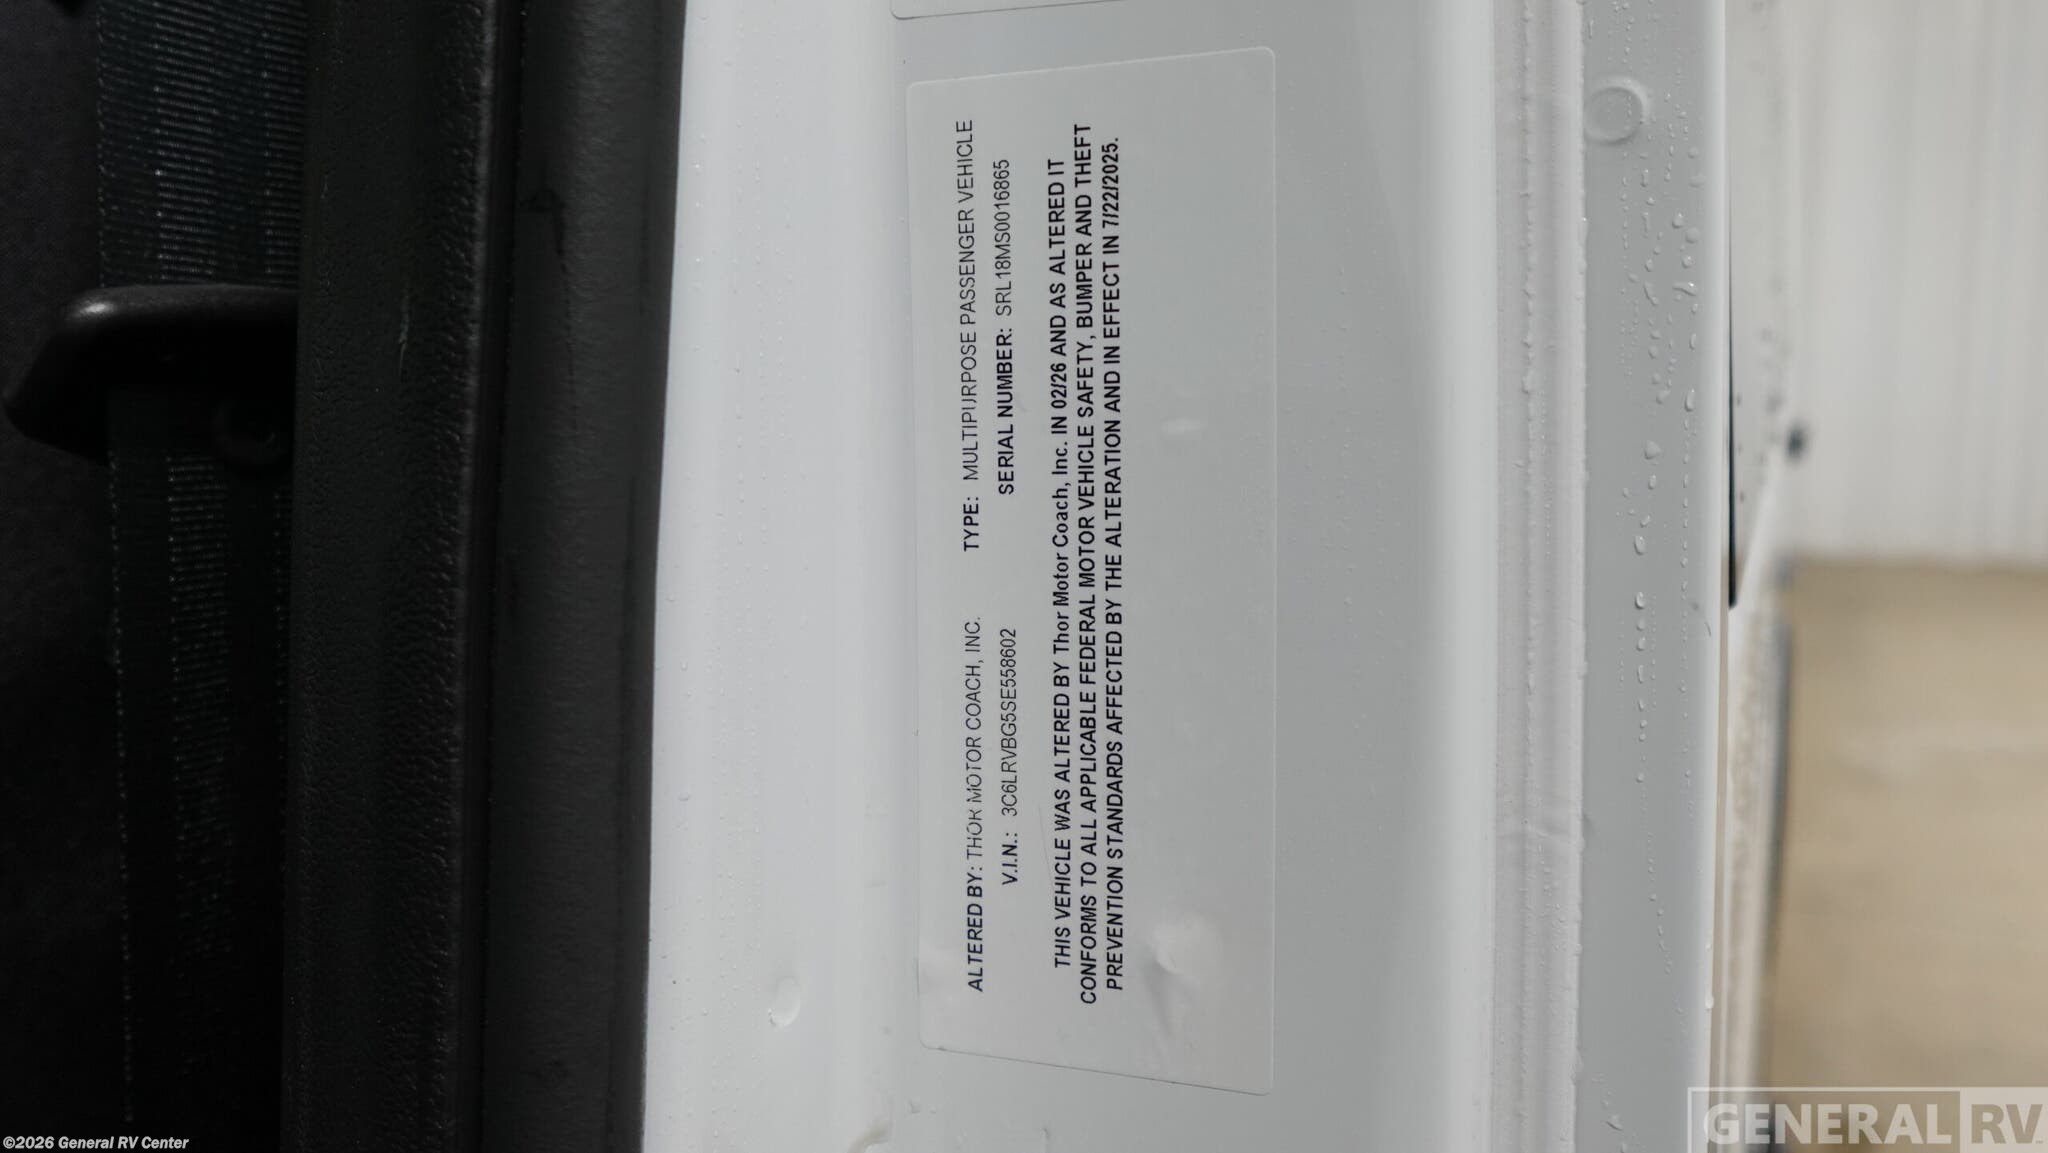 ALTERED BY: THOR MOTOR COACH, INC. TYPE: MULTIPURPOSE PASSENGER VEHICLE
V.I.N.: 3C6LRVBG5SE558602 SERIAL NUMBER: SRL18MS0016865
THIS VEHICLE WAS ALTERED BY Thor Motor Coach, Inc. IN 02/26 AND AS ALTERED IT
CONFORMS TO ALL APPLICABLE FEDERAL MOTOR VEHICLE SAFETY, BUMPER AND THEFT
PREVENTION STANDARDS AFFECTED BY THE ALTERATION AND IN EFFECT IN 7/22/2025.
©2026 General RV Center
GENERAL RV